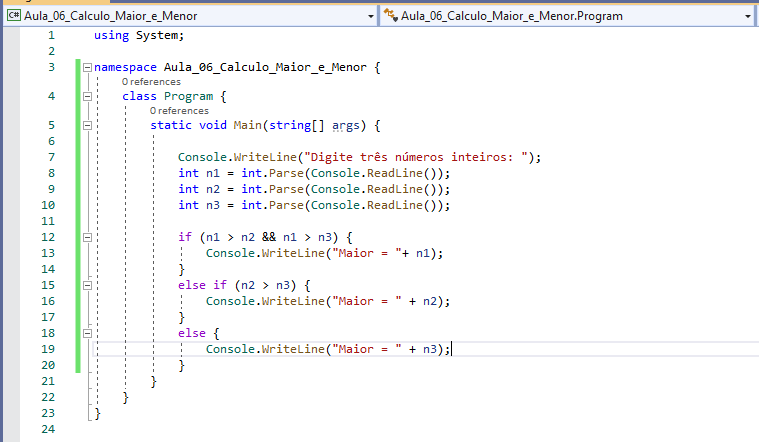 C# Aula_06_Calculo_Maior_e_Menor Aula_06_Calculo_Maior_e_Menor.Program
1 using System;
2
3 namespace Aula_06_Calculo_Maior_e_Menor {
0 references
4 class Program {
0 references
5 static void Main(string[] args) {
6
7 Console.WriteLine("Digite três números inteiros: ");
8 int n1 = int.Parse(Console.ReadLine());
9 int n2 = int.Parse(Console.ReadLine());
10 int n3 = int.Parse(Console.ReadLine());
11
12 if (n1 > n2 && n1 > n3) {
13 Console.WriteLine("Maior = "+ n1);
14 }
15 else if (n2 > n3) {
16 Console.WriteLine("Maior = " + n2);
17 }
18 else {
19 Console.WriteLine("Maior = " + n3);
20 }
21 }
22 }
23 }
24